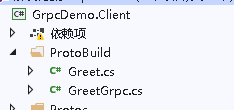 GrpcDemo.Client
依赖项
ProtoBuild
C# Greet.cs
C# GreetGrpc.cs